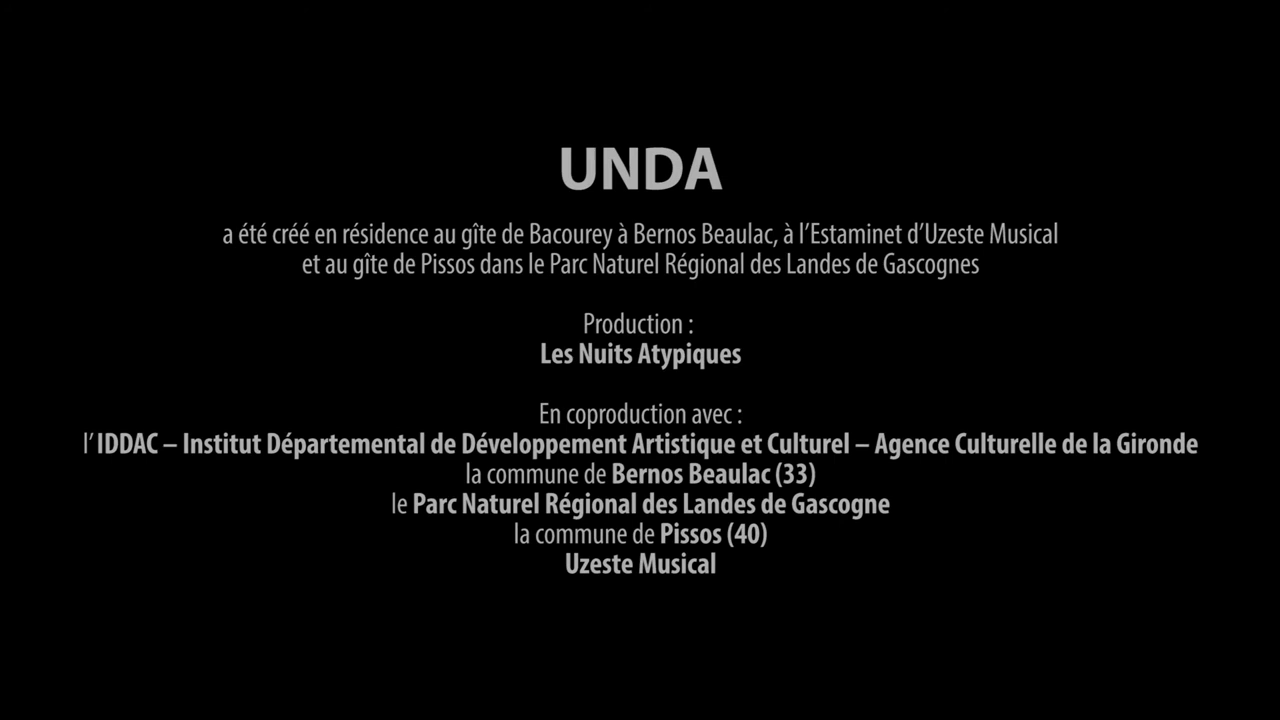 UNDA
a été créé en résidence au gîte de Bacourey à Bernos Beaulac, à l’Estaminet d’Uzeste Musical
et au gîte de Pissos dans le Parc Naturel Régional des Landes de Gascognes
Production :
Les Nuits Atypiques
En coproduction avec :
l’ IDDAC – Institut Départemental de Développement Artistique et Culturel – Agence Culturelle de la Gironde
la commune de Bernos Beaulac (33)
le Parc Naturel Régional des Landes de Gascogne
la commune de Pissos (40)
Uzeste Musical